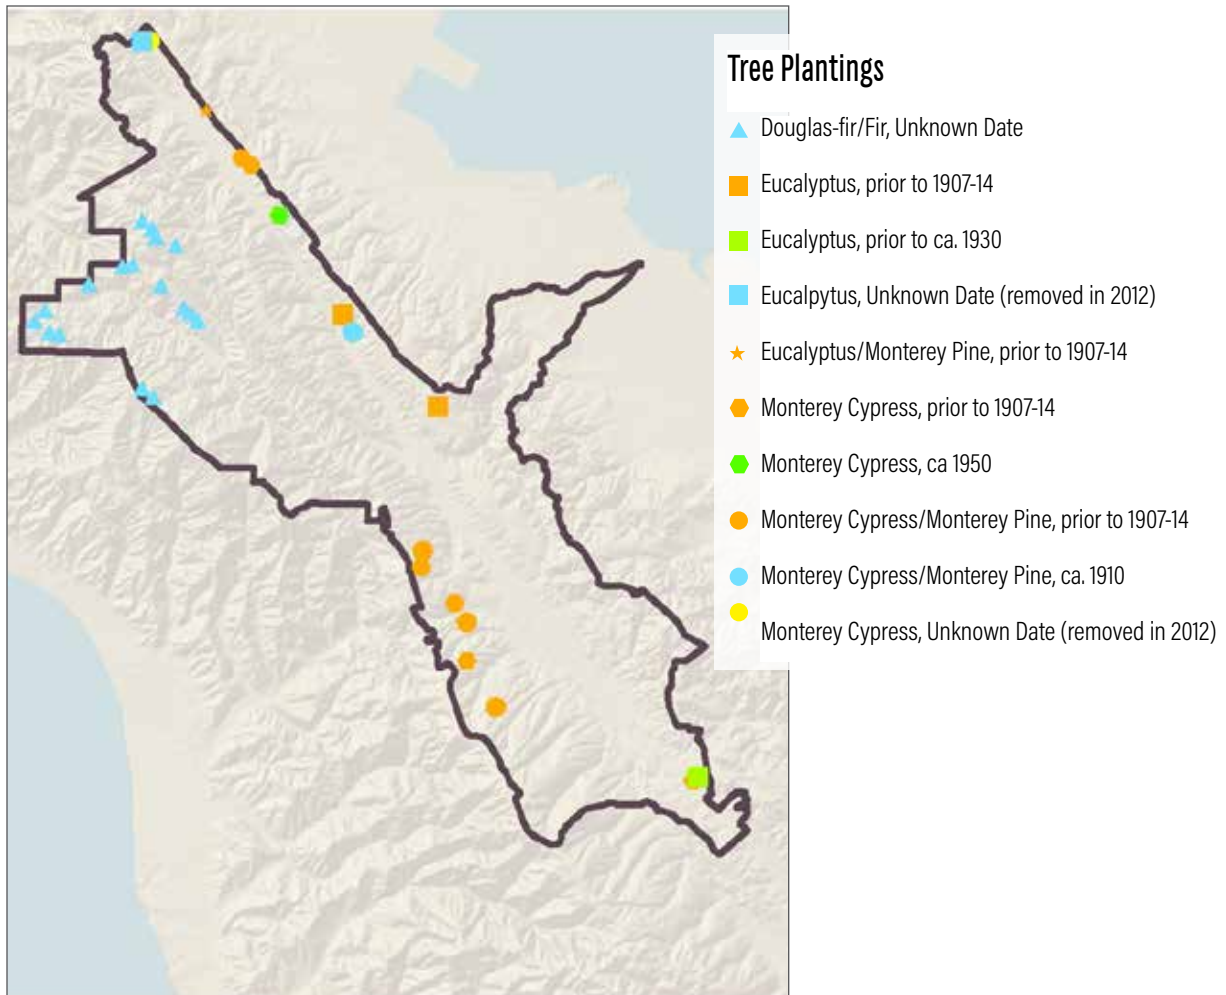 Tree Plantings
Douglas-fir/Fir, Unknown Date
Eucalyptus, prior to 1907-14
Eucalyptus, prior to ca. 1930
Eucalpytus, Unknown Date (removed in 2012)
Eucalyptus/Monterey Pine, prior to 1907-14
Monterey Cypress, prior to 1907-14
Monterey Cypress, ca 1950
Monterey Cypress/Monterey Pine, prior to 1907-14
Monterey Cypress/Monterey Pine, ca. 1910
Monterey Cypress, Unknown Date (removed in 2012)